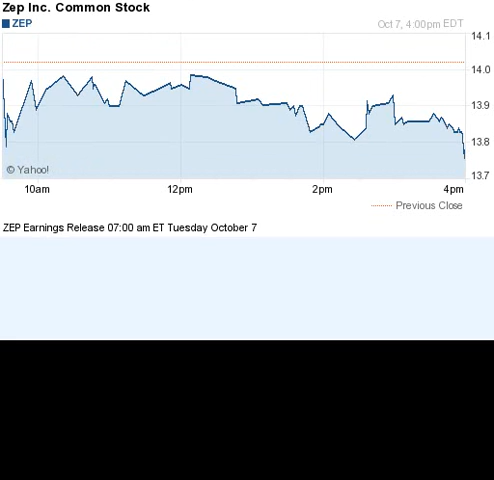 Zep Inc. Common Stock
ZEP
Oct 7, 4:00pm EDT
14.1
14.0
13.9
13.8
13.7
© Yahoo!
10am 12pm 2pm 4pm
Previous Close
ZEP Earnings Release 07:00 am ET Tuesday October 7